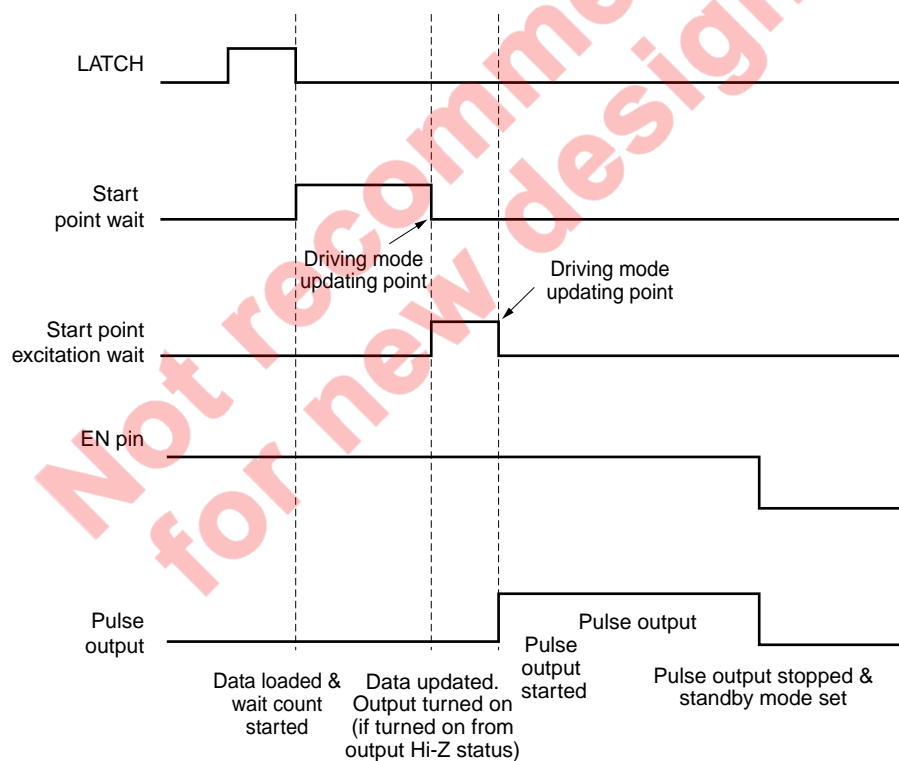 Not recommended
for new design
LATCH
Start
point wait
Driving mode
updating point
Driving mode
updating point
Start point
excitation wait
EN pin
Pulse
output
Pulse output
Pulse
output
started
Data loaded &
wait count
started
Data updated.
Output turned on
(if turned on from
output Hi-Z status)
Pulse output stopped &
standby mode set